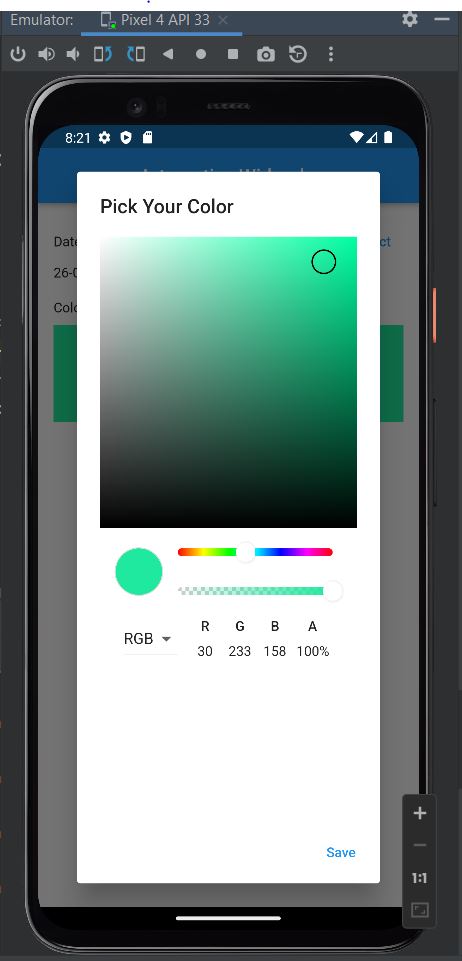 Emulator: Pixel 4 API 33
8:21
Pick Your Color
Date
ct
26-0
Colo
RGB
R G B A
30 233 158 100%
Save
1:1